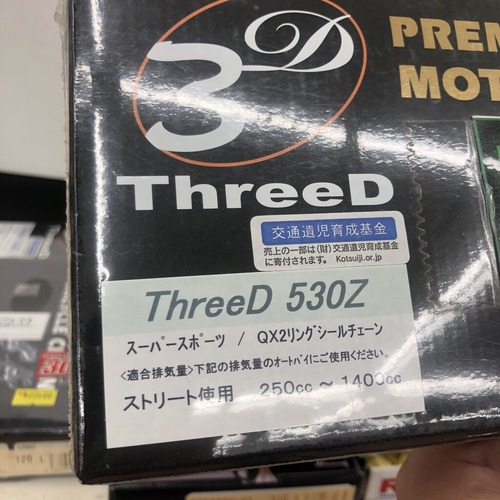 3D
PREM
MOT
ThreeD
交通遺児育成基金
売上の一部は(財)交通遺児育成基金
に寄付されます。 Kotsuiji.or.jp
ThreeD 530Z
スーパースポーツ / QX2リングシールチェーン
<適合排気量>下記の排気量のオートバイにご使用ください。
ストリート使用 250cc ~ 1400cc
120 L